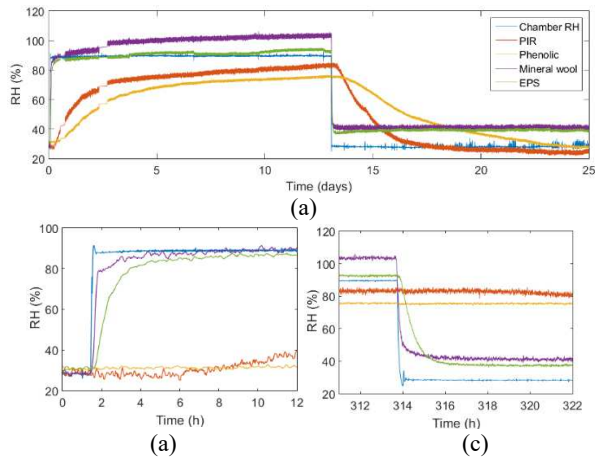 120
100
80
60
40
20
RH (%)
0 5 10 15 20 25
Time (days)
Chamber RH
PIR
Phenolic
Mineral wool
EPS
(a)
100
80
60
40
20
RH (%)
0 2 4 6 8 10 12
Time (h)
(a)
120
100
80
60
40
20
RH (%)
312 314 316 318 320 322
Time (h)
(c)